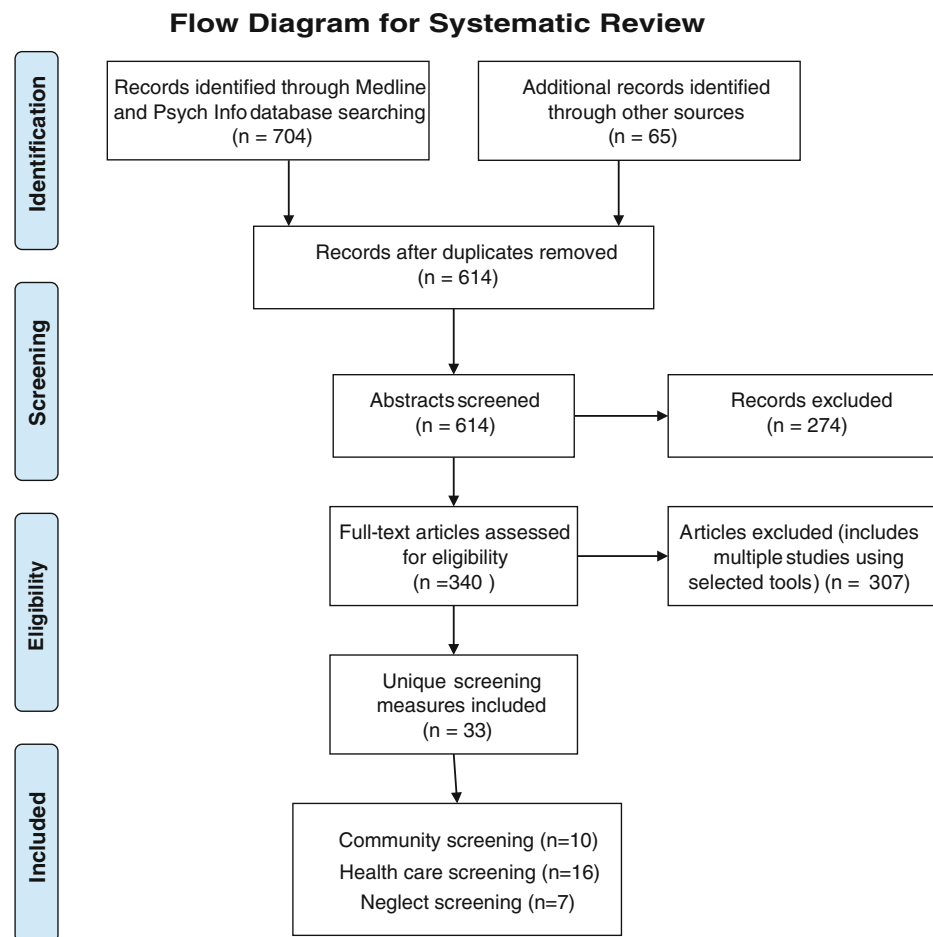 Flow Diagram for Systematic Review
Identification
Records identified through Medline
and Psych Info database searching
(n = 704)
Additional records identified
through other sources
(n = 65)
Records after duplicates removed
(n = 614)
Screening
Abstracts screened
(n = 614)
Records excluded
(n = 274)
Eligibility
Full-text articles assessed
for eligibility
(n =340 )
Articles excluded (includes
multiple studies using
selected tools) (n = 307)
Unique screening
measures included
(n = 33)
Included
Community screening (n=10)
Health care screening (n=16)
Neglect screening (n=7)